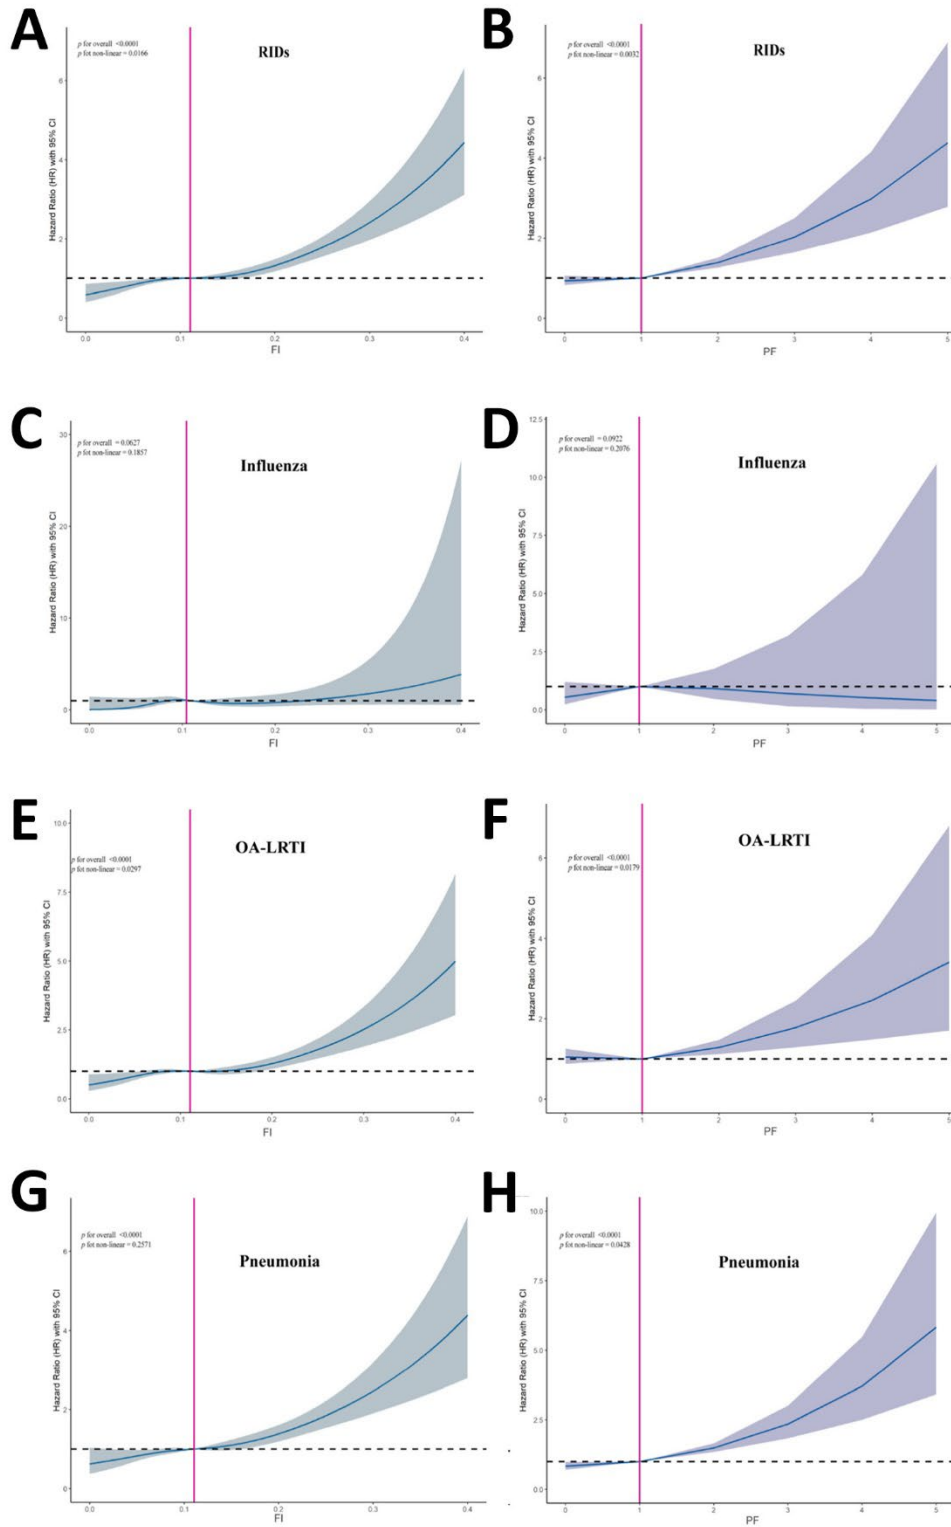 A
p for overall <0.0001
p fot non-linear = 0.0166
RIDs
Hazard Ratio (HR) with 95% CI
6
4
2
0
0.0 0.1 0.2 0.3 0.4
FI
B
p for overall <0.0001
p fot non-linear = 0.0032
RIDs
Hazard Ratio (HR) with 95% CI
6
4
2
0
0 1 2 3 4 5
PF
C
p for overall = 0.0627
p fot non-linear = 0.1857
Influenza
Hazard Ratio (HR) with 95% CI
30
20
10
0
0.0 0.1 0.2 0.3 0.4
FI
D
p for overall = 0.0922
p fot non-linear = 0.2076
Influenza
Hazard Ratio (HR) with 95% CI
12.5
10.0
7.5
5.0
2.5
0.0
0 1 2 3 4 5
PF
E
p for overall <0.0001
p fot non-linear = 0.0297
OA-LRTI
Hazard Ratio (HR) with 95% CI
10.0
7.5
5.0
2.5
0.0
0.0 0.1 0.2 0.3 0.4
FI
F
p for overall <0.0001
p fot non-linear = 0.0179
OA-LRTI
Hazard Ratio (HR) with 95% CI
6
4
2
0
0 1 2 3 4 5
PF
G
p for overall <0.0001
p fot non-linear = 0.2571
Pneumonia
Hazard Ratio (HR) with 95% CI
6
4
2
0
0.0 0.1 0.2 0.3 0.4
FI
H
p for overall <0.0001
p fot non-linear = 0.0428
Pneumonia
Hazard Ratio (HR) with 95% CI
10.0
7.5
5.0
2.5
0.0
0 1 2 3 4 5
PF